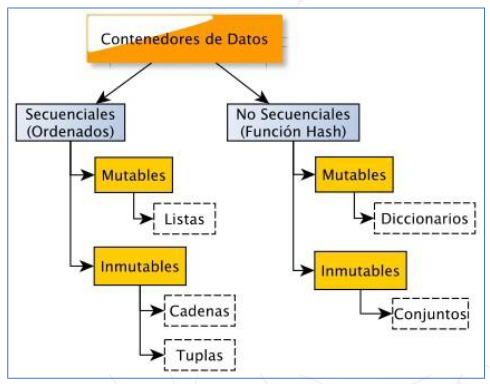 Contenedores de Datos
Secuenciales
(Ordenados)
Mutables
Listas
Inmutables
Cadenas
Tuplas
No Secuenciales
(Función Hash)
Mutables
Diccionarios
Inmutables
Conjuntos